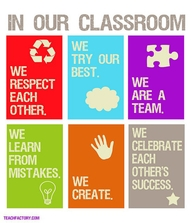 IN OUR CLASSROOM
WE
RESPECT
EACH
OTHER.
WE
TRY OUR
BEST.
WE
ARE A
TEAM.
WE
LEARN
FROM
MISTAKES.
WE
CREATE.
WE
CELEBRATE
EACH
OTHER'S
SUCCESS.
TEACHFACTORY.COM